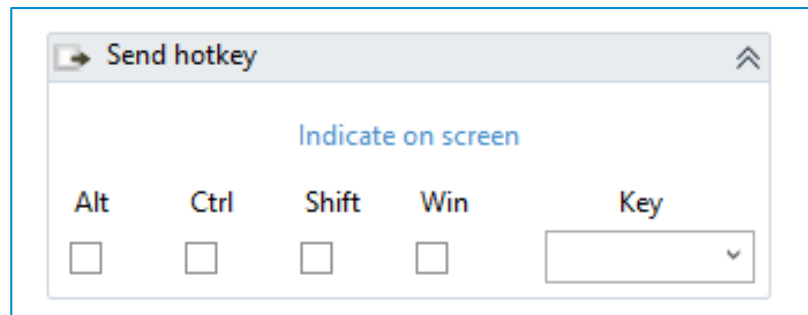 Send hotkey
Indicate on screen
Alt Ctrl Shift Win Key